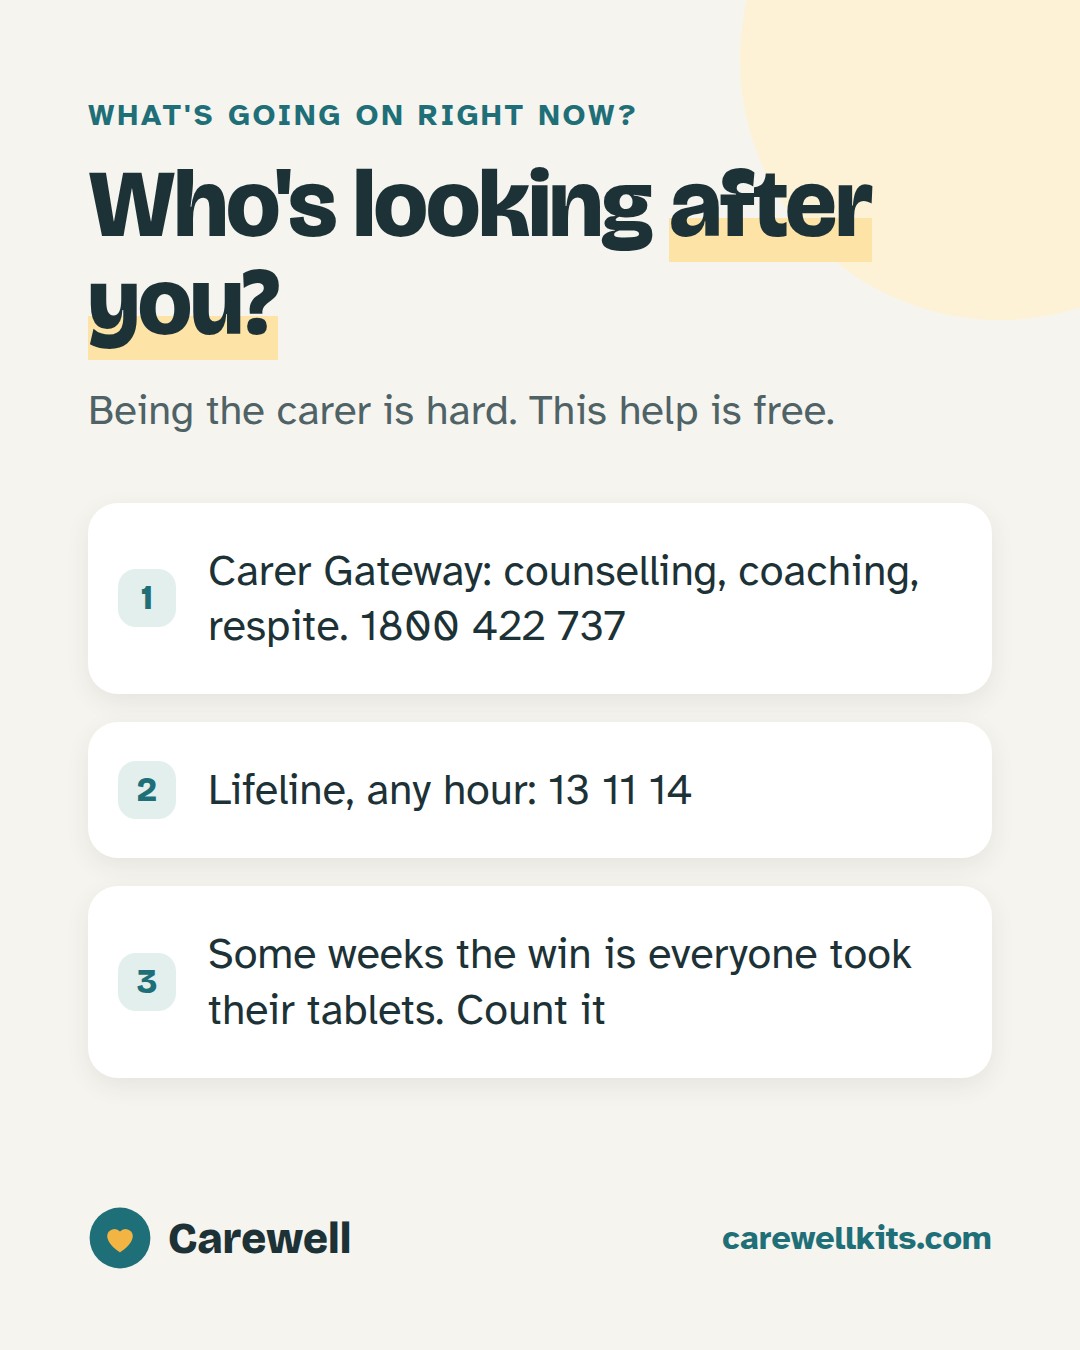 WHAT'S GOING ON RIGHT NOW?
Who's looking after
you?
Being the carer is hard. This help is free.
1
Carer Gateway: counselling, coaching,
respite. 1800 422 737
2
Lifeline, any hour: 13 11 14
3
Some weeks the win is everyone took
their tablets. Count it
Carewell
carewellkits.com